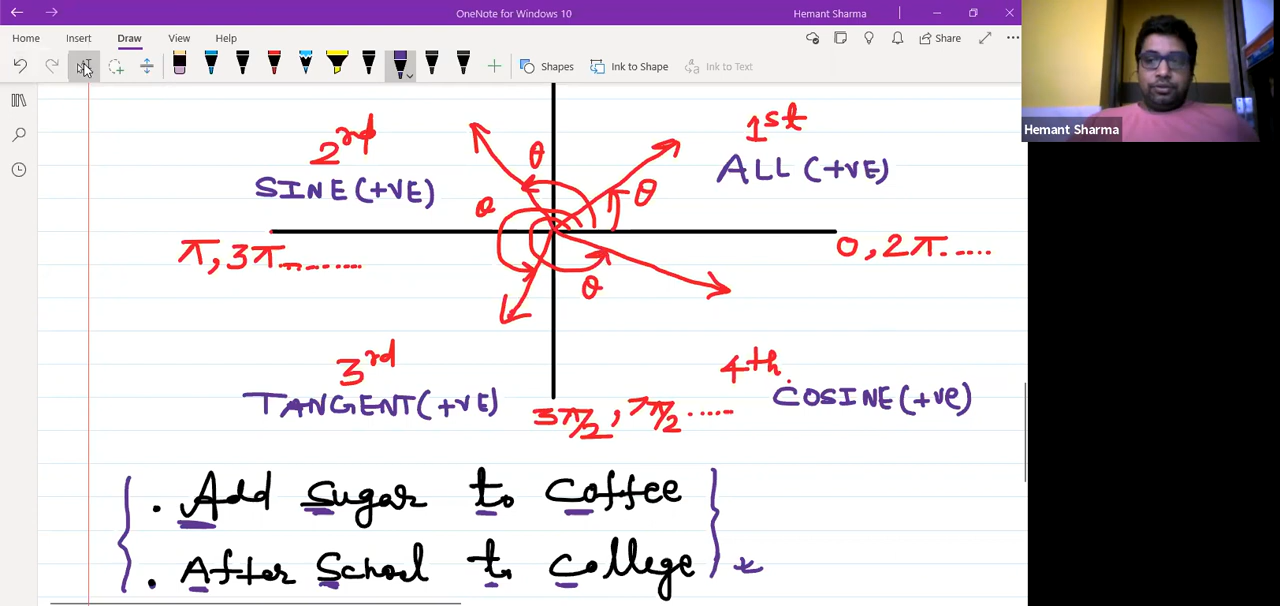 OneNote for Windows 10
Hemant Sharma
Home Insert Draw View Help
Share
Shapes
Ink to Shape
Ink to Text
Hemant Sharma
2rd
SINE (+VE)
θ
1st
ALL (+VE)
θ
θ
π, 3π.........
0, 2π......
θ
3rd
TANGENT (+VE)
4th
COSINE (+ve)
3π/2, 7π/2 .....
. Add sugar to coffee
. After School to College